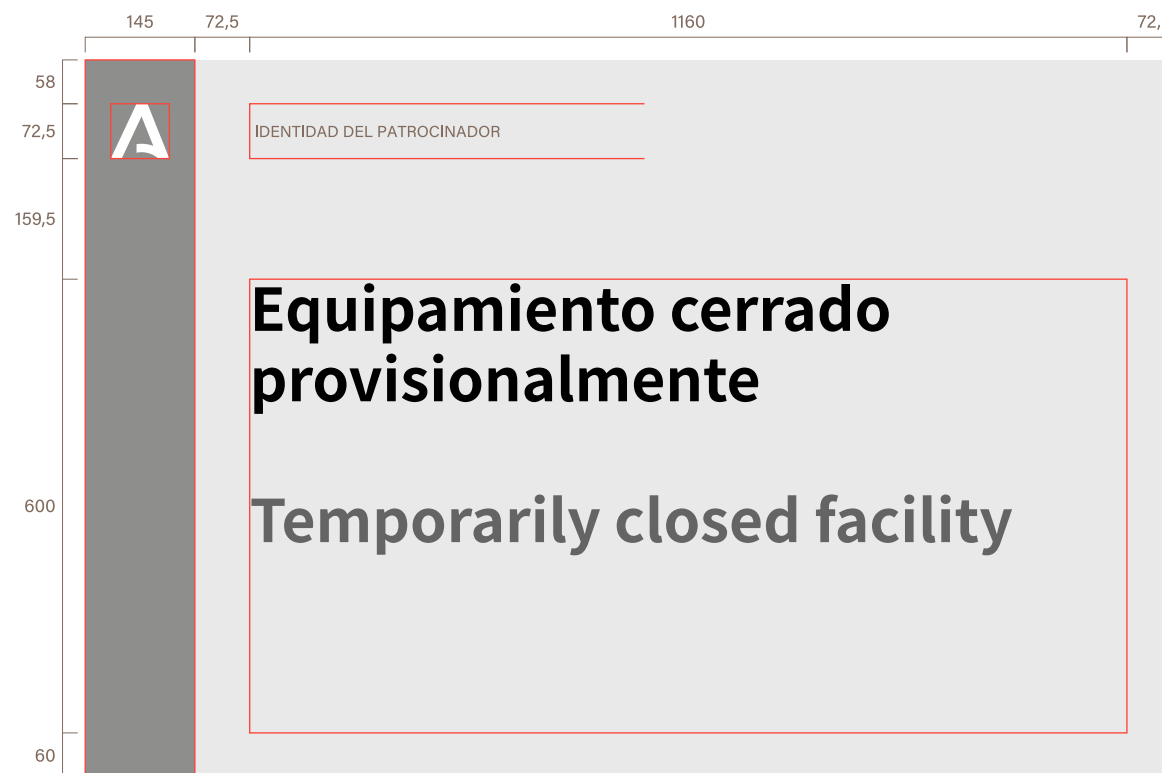 145 72,5 1160 72,
58
72,5
IDENTIDAD DEL PATROCINADOR
159,5
Equipamiento cerrado
provisionalmente
600
Temporarily closed facility
60